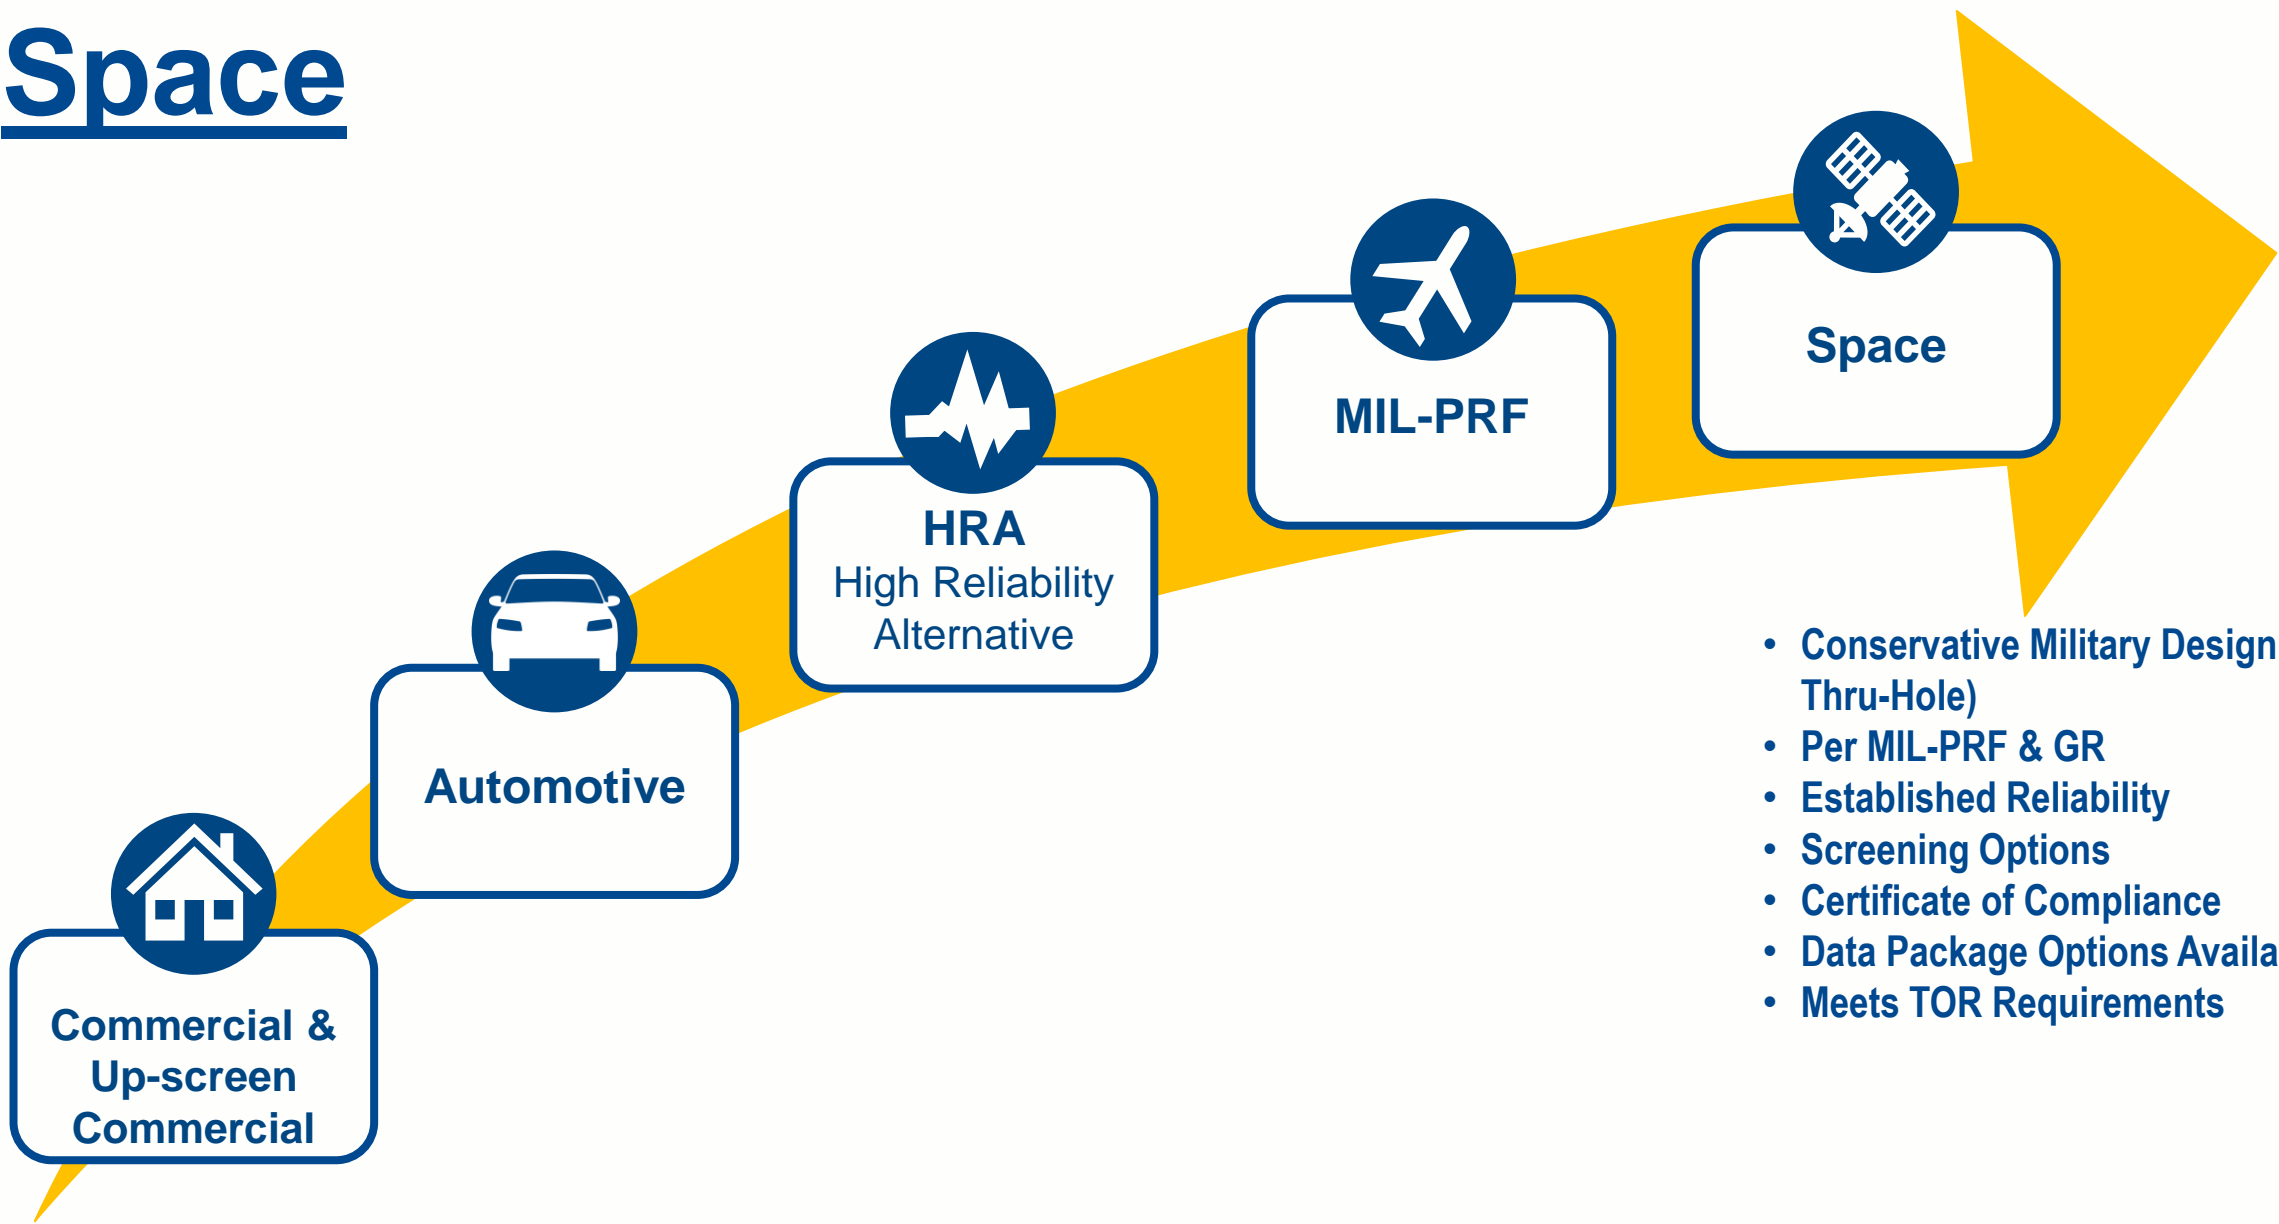 Space
Space
MIL-PRF
HRA
High Reliability
Alternative
Automotive
Commercial &
Up-screen
Commercial
• Conservative Military Design
Thru-Hole)
• Per MIL-PRF & GR
• Established Reliability
• Screening Options
• Certificate of Compliance
• Data Package Options Availa
• Meets TOR Requirements